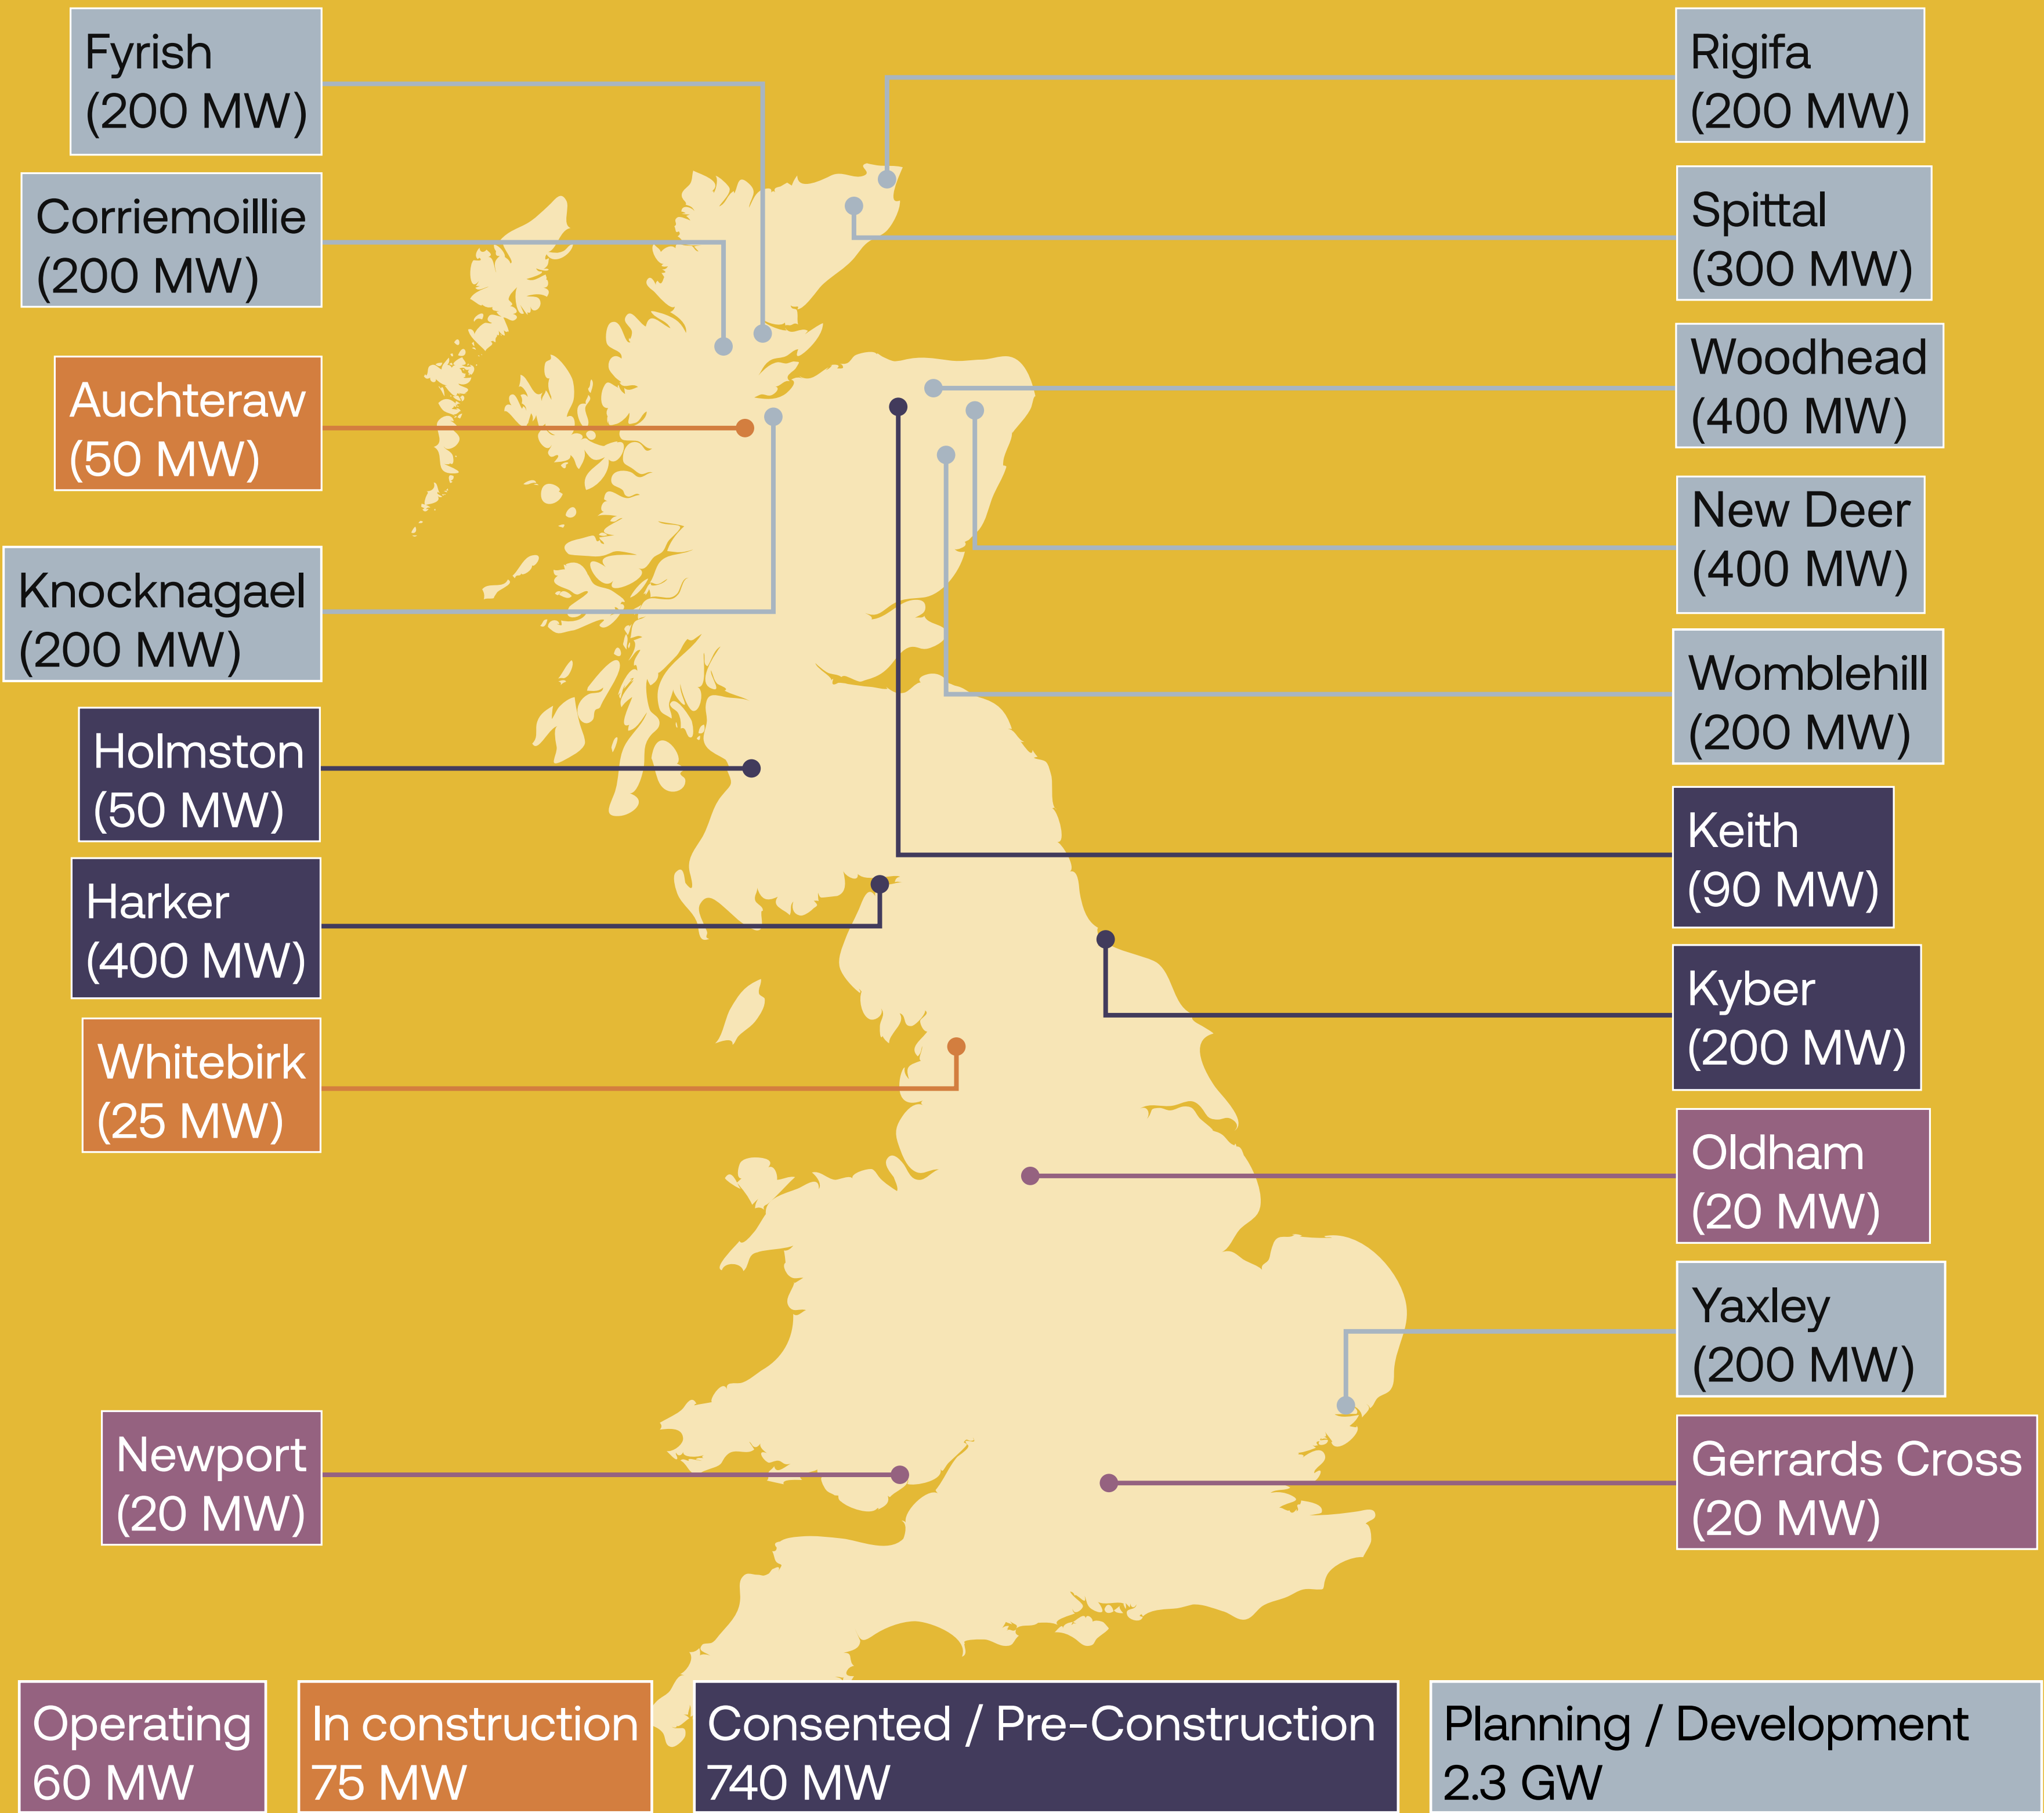 Fyrish
(200 MW)
Corriemoillie
(200 MW)
Auchteraw
(50 MW)
Knocknagael
(200 MW)
Holmston
(50 MW)
Harker
(400 MW)
Whitebirk
(25 MW)
Newport
(20 MW)
Rigifa
(200 MW)
Spittal
(300 MW)
Woodhead
(400 MW)
New Deer
(400 MW)
Womblehill
(200 MW)
Keith
(90 MW)
Kyber
(200 MW)
Oldham
(20 MW)
Yaxley
(200 MW)
Gerrards Cross
(20 MW)
Operating
60 MW
In construction
75 MW
Consented / Pre-Construction
740 MW
Planning / Development
2.3 GW